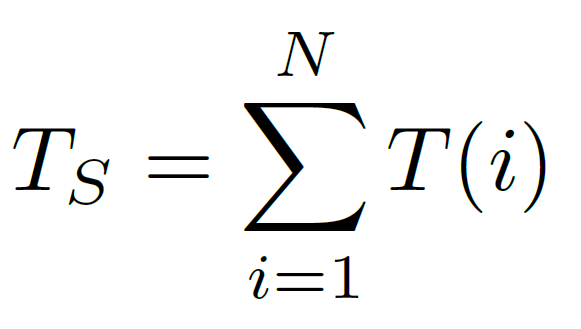 $T_S = \sum_{i=1}^{N} T(i)$